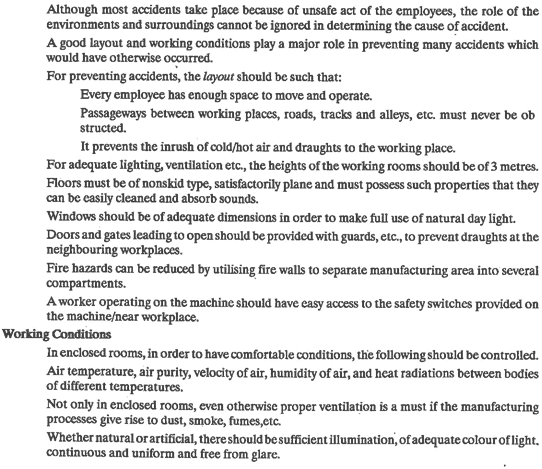 Although most accidents take place because of unsafe act of the employees, the role of the
environments and surroundings cannot be ignored in determining the cause of accident.
A good layout and working conditions play a major role in preventing many accidents which
would have otherwise occurred.
For preventing accidents, the layout should be such that:
Every employee has enough space to move and operate.
Passageways between working places, roads, tracks and alleys, etc. must never be ob
structed.
It prevents the inrush of cold/hot air and draughts to the working place.
For adequate lighting, ventilation etc., the heights of the working rooms should be of 3 metres.
Floors must be of nonskid type, satisfactorily plane and must possess such properties that they
can be easily cleaned and absorb sounds.
Windows should be of adequate dimensions in order to make full use of natural day light.
Doors and gates leading to open should be provided with guards, etc., to prevent draughts at the
neighbouring workplaces.
Fire hazards can be reduced by utilising fire walls to separate manufacturing area into several
compartments.
A worker operating on the machine should have easy access to the safety switches provided on
the machine/near workplace.
Working Conditions
In enclosed rooms, in order to have comfortable conditions, the following should be controlled.
Air temperature, air purity, velocity of air, humidity of air, and heat radiations between bodies
of different temperatures.
Not only in enclosed rooms, even otherwise proper ventilation is a must if the manufacturing
processes give rise to dust, smoke, fumes,etc.
Whether natural or artificial, there should be sufficient illumination, of adequate colour of light.
continuous and uniform and free from glare.